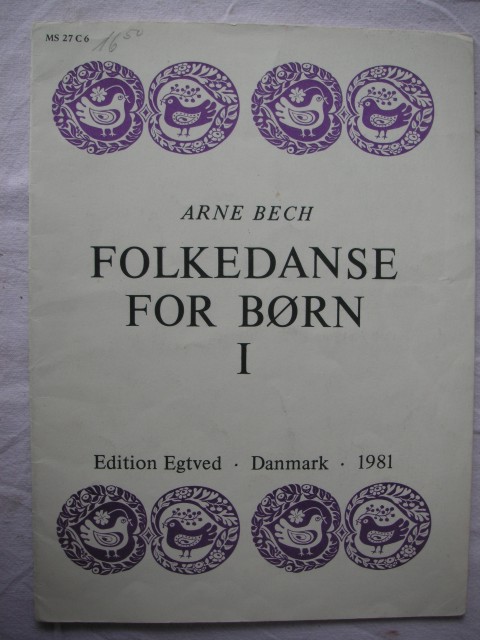 MS 27 C 6
16 50
ARNE BECH
FOLKEDANSE
FOR BØRN
I
Edition Egtved · Danmark · 1981